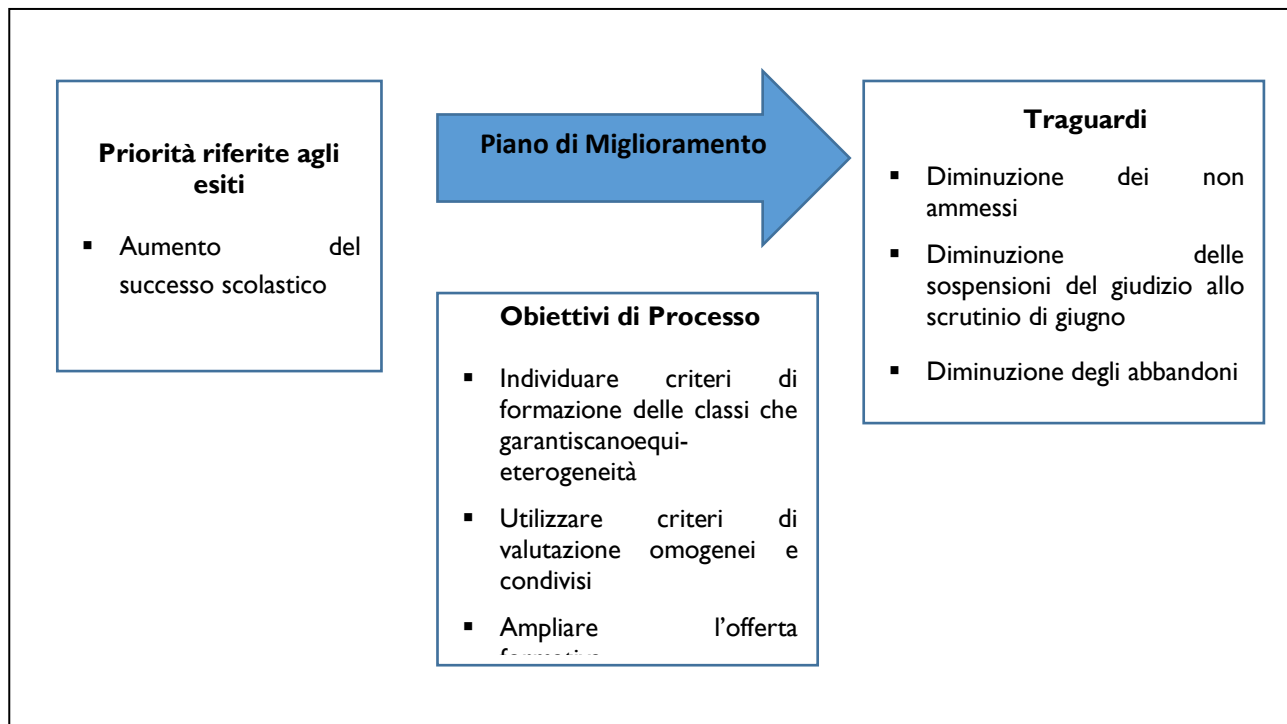 Priorità riferite agli
esiti
▪ Aumento del
successo scolastico
Piano di Miglioramento
Obiettivi di Processo
▪ Individuare criteri di
formazione delle classi che
garantiscanoequi-
eterogeneità
▪ Utilizzare criteri di
valutazione omogenei e
condivisi
▪ Ampliare l’offerta
Traguardi
▪ Diminuzione dei non
ammessi
▪ Diminuzione delle
sospensioni del giudizio allo
scrutinio di giugno
▪ Diminuzione degli abbandoni